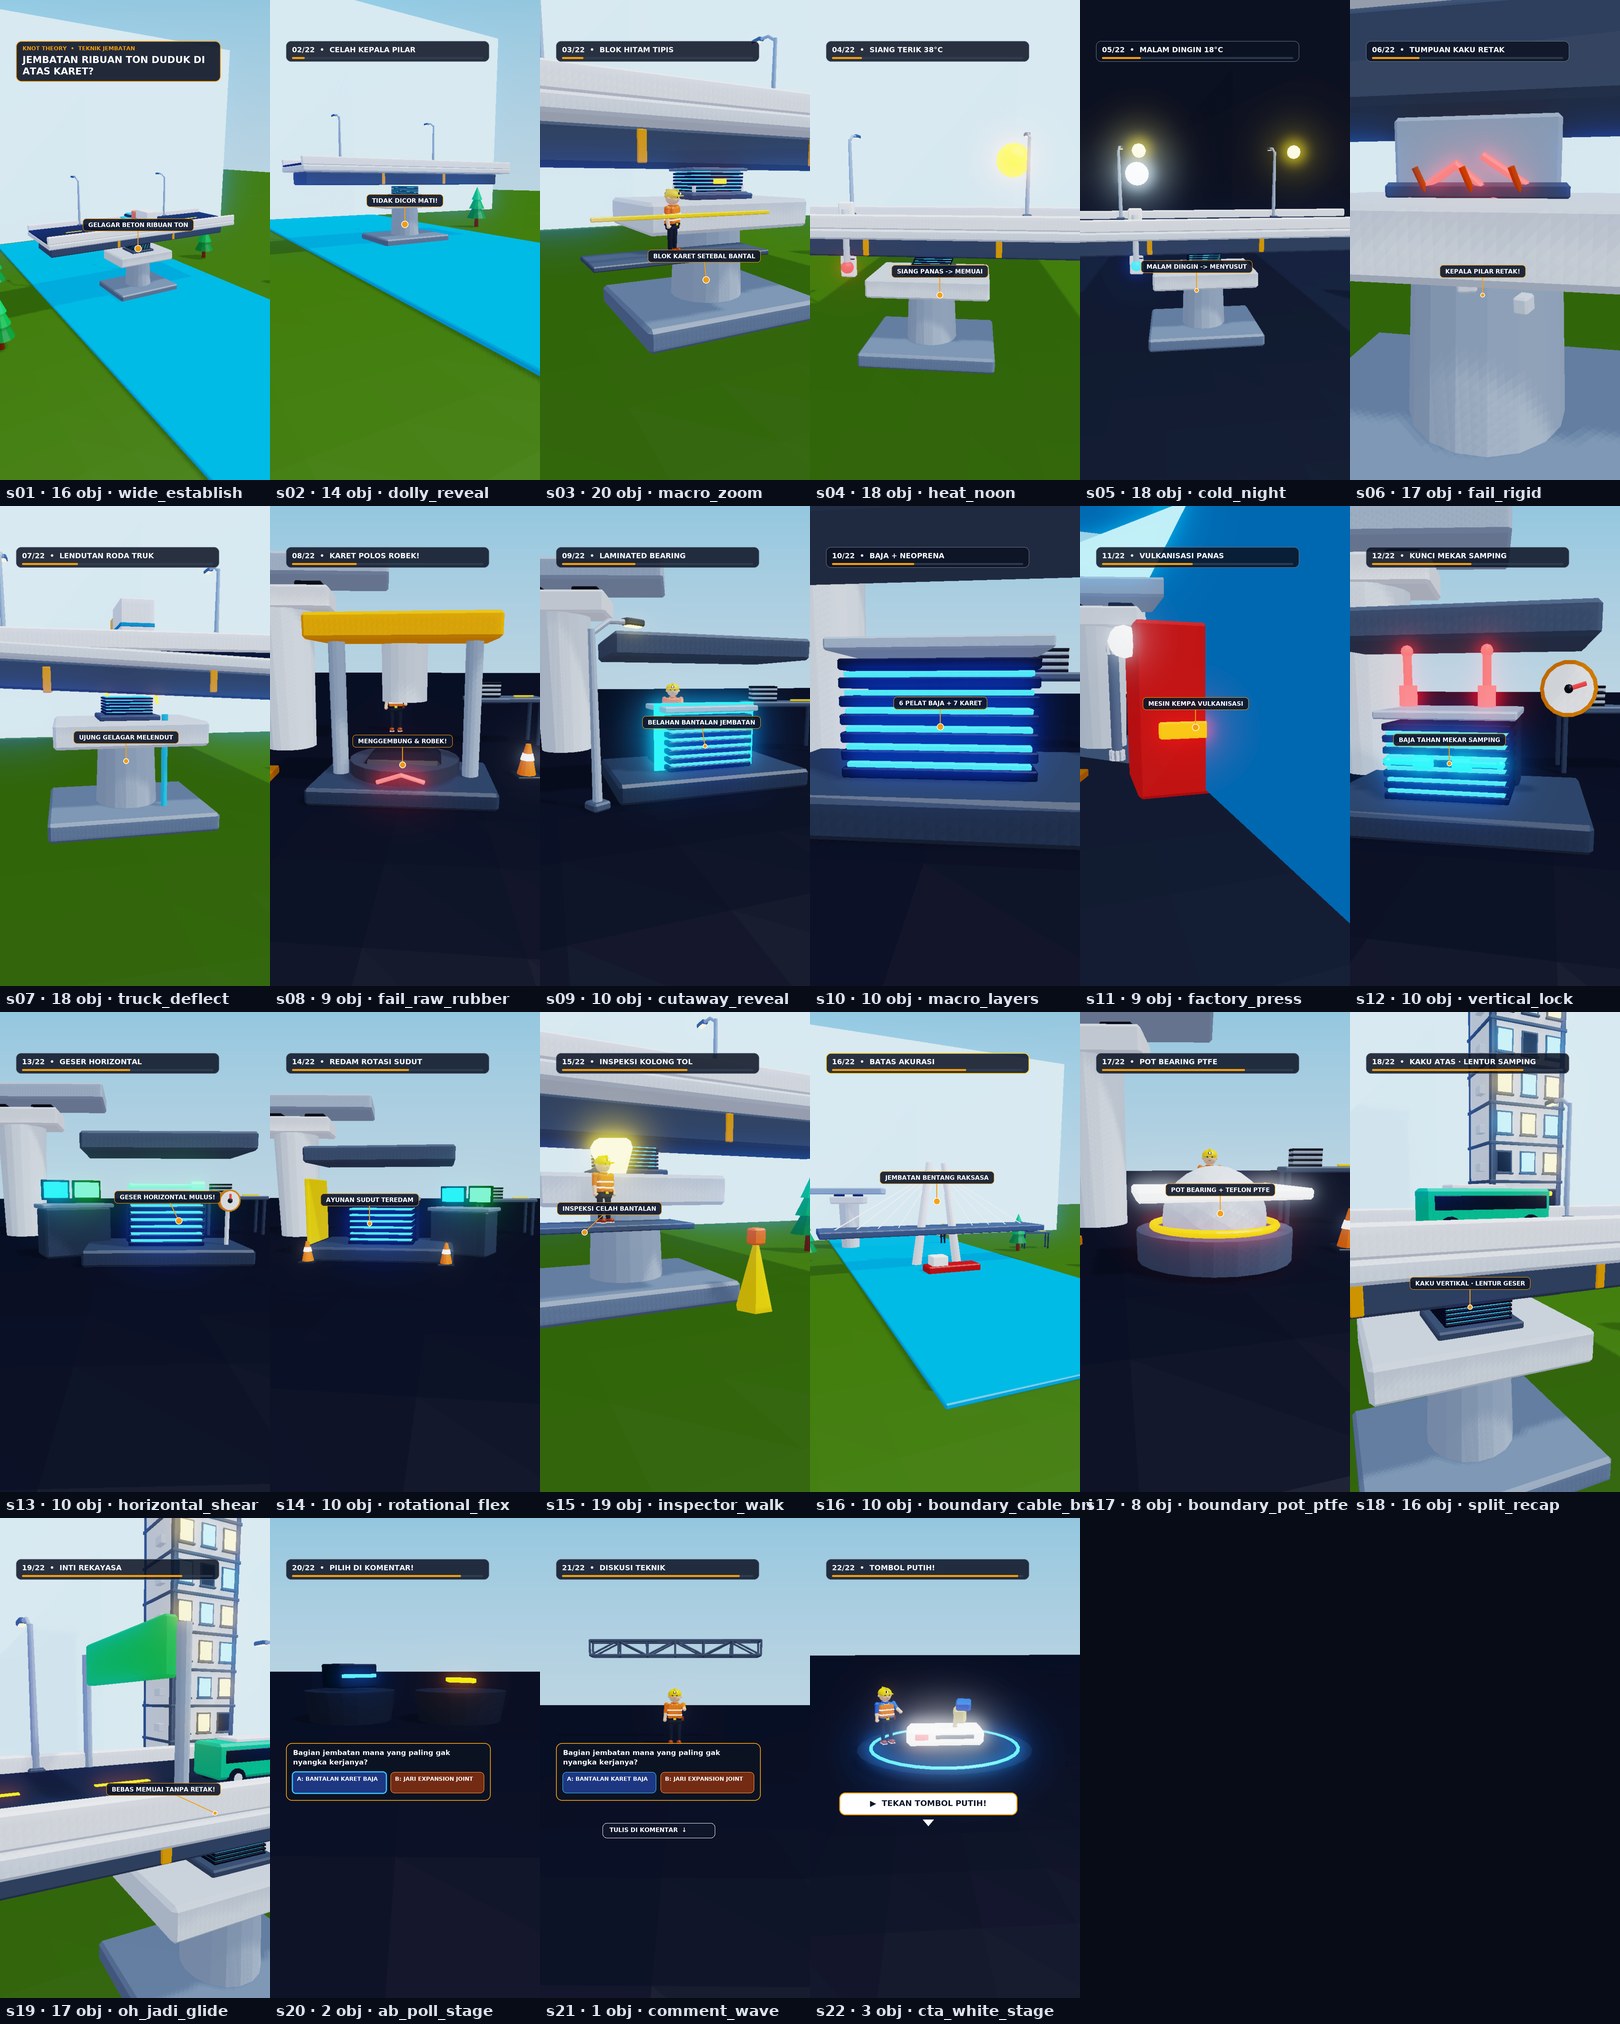 KNOT THEORY • TEKNIK JEMBATAN
JEMBATAN RIBUAN TON DUDUK DI
ATAS KARET?
GELAGAR BETON RIBUAN TON
s01 · 16 obj · wide_establish
02/22 • CELAH KEPALA PILAR
TIDAK DICOR MATI!
s02 · 14 obj · dolly_reveal
03/22 • BLOK HITAM TIPIS
BLOK KARET SETEBAL BANTAL
s03 · 20 obj · macro_zoom
04/22 • SIANG TERIK 38°C
SIANG PANAS -> MEMUAI
s04 · 18 obj · heat_noon
05/22 • MALAM DINGIN 18°C
MALAM DINGIN -> MENYUSUT
s05 · 18 obj · cold_night
06/22 • TUMPUAN KAKU RETAK
KEPALA PILAR RETAK!
s06 · 17 obj · fail_rigid
07/22 • LENDUTAN RODA TRUK
UJUNG GELAGAR MELENDUT
s07 · 18 obj · truck_deflect
08/22 • KARET POLOS ROBEK!
MENGGEMBUNG & ROBEK!
s08 · 9 obj · fail_raw_rubber
09/22 • LAMINATED BEARING
BELAHAN BANTALAN JEMBATAN
s09 · 10 obj · cutaway_reveal
10/22 • BAJA + NEOPRENA
6 PELAT BAJA + 7 KARET
s10 · 10 obj · macro_layers
11/22 • VULKANISASI PANAS
MESIN KEMPA VULKANISASI
s11 · 9 obj · factory_press
12/22 • KUNCI MEKAR SAMPING
BAJA TAHAN MEKAR SAMPING
s12 · 10 obj · vertical_lock
13/22 • GESER HORIZONTAL
GESER HORIZONTAL MULUS!
s13 · 10 obj · horizontal_shear
14/22 • REDAM ROTASI SUDUT
AYUNAN SUDUT TEREDAM
s14 · 10 obj · rotational_flex
15/22 • INSPEKSI KOLONG TOL
INSPEKSI CELAH BANTALAN
s15 · 19 obj · inspector_walk
16/22 • BATAS AKURASI
JEMBATAN BENTANG RAKSASA
s16 · 10 obj · boundary_cable_bri
17/22 • POT BEARING PTFE
POT BEARING + TEFLON PTFE
s17 · 8 obj · boundary_pot_ptfe
18/22 • KAKU ATAS · LENTUR SAMPING
KAKU VERTIKAL · LENTUR GESER
s18 · 16 obj · split_recap
19/22 • INTI REKAYASA
BEBAS MEMUAI TANPA RETAK!
s19 · 17 obj · oh_jadi_glide
20/22 • PILIH DI KOMENTAR!
Bagian jembatan mana yang paling gak
nyangka kerjanya?
A: BANTALAN KARET BAJA
B: JARI EXPANSION JOINT
s20 · 2 obj · ab_poll_stage
21/22 • DISKUSI TEKNIK
Bagian jembatan mana yang paling gak
nyangka kerjanya?
A: BANTALAN KARET BAJA
B: JARI EXPANSION JOINT
TULIS DI KOMENTAR ↓
s21 · 1 obj · comment_wave
22/22 • TOMBOL PUTIH!
▶ TEKAN TOMBOL PUTIH!
s22 · 3 obj · cta_white_stage